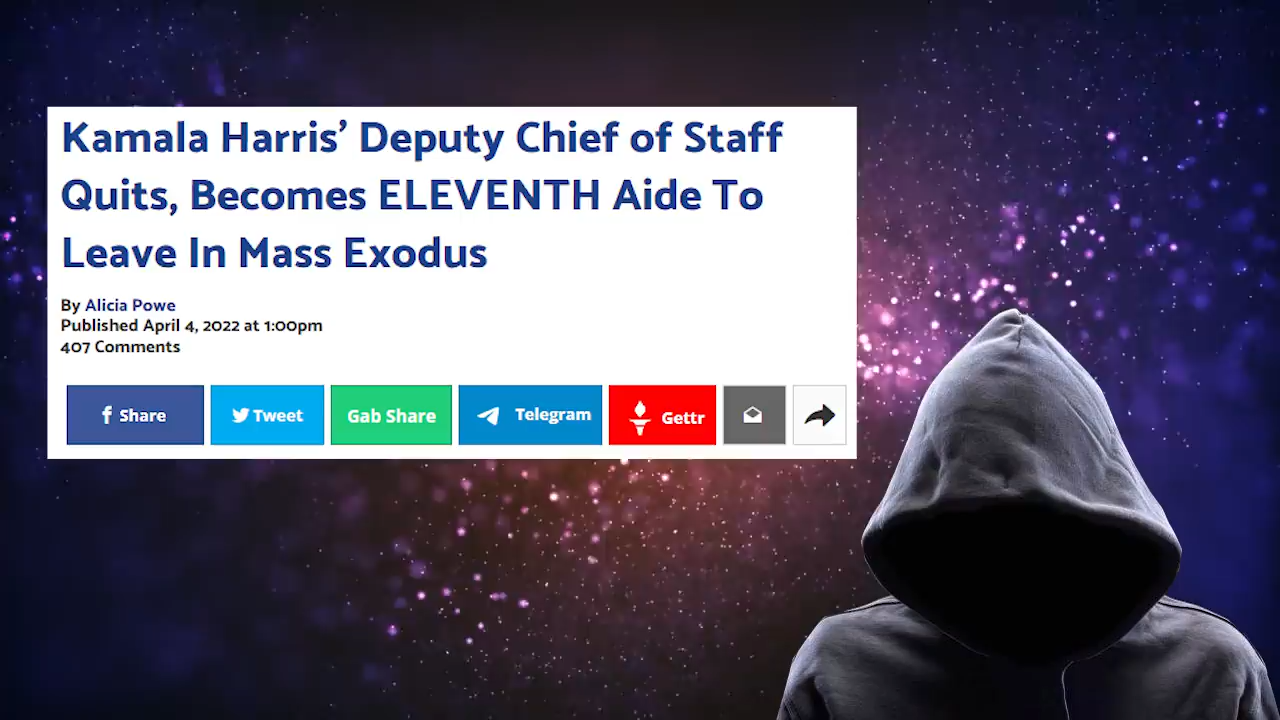 Kamala Harris’ Deputy Chief of Staff
Quits, Becomes ELEVENTH Aide To
Leave In Mass Exodus
By Alicia Powe
Published April 4, 2022 at 1:00pm
407 Comments
Share
Tweet
Gab Share
Telegram
Gettr